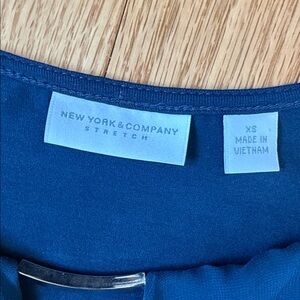 NEW YORK & COMPANY
STRETCH
XS
MADE IN
VIETNAM